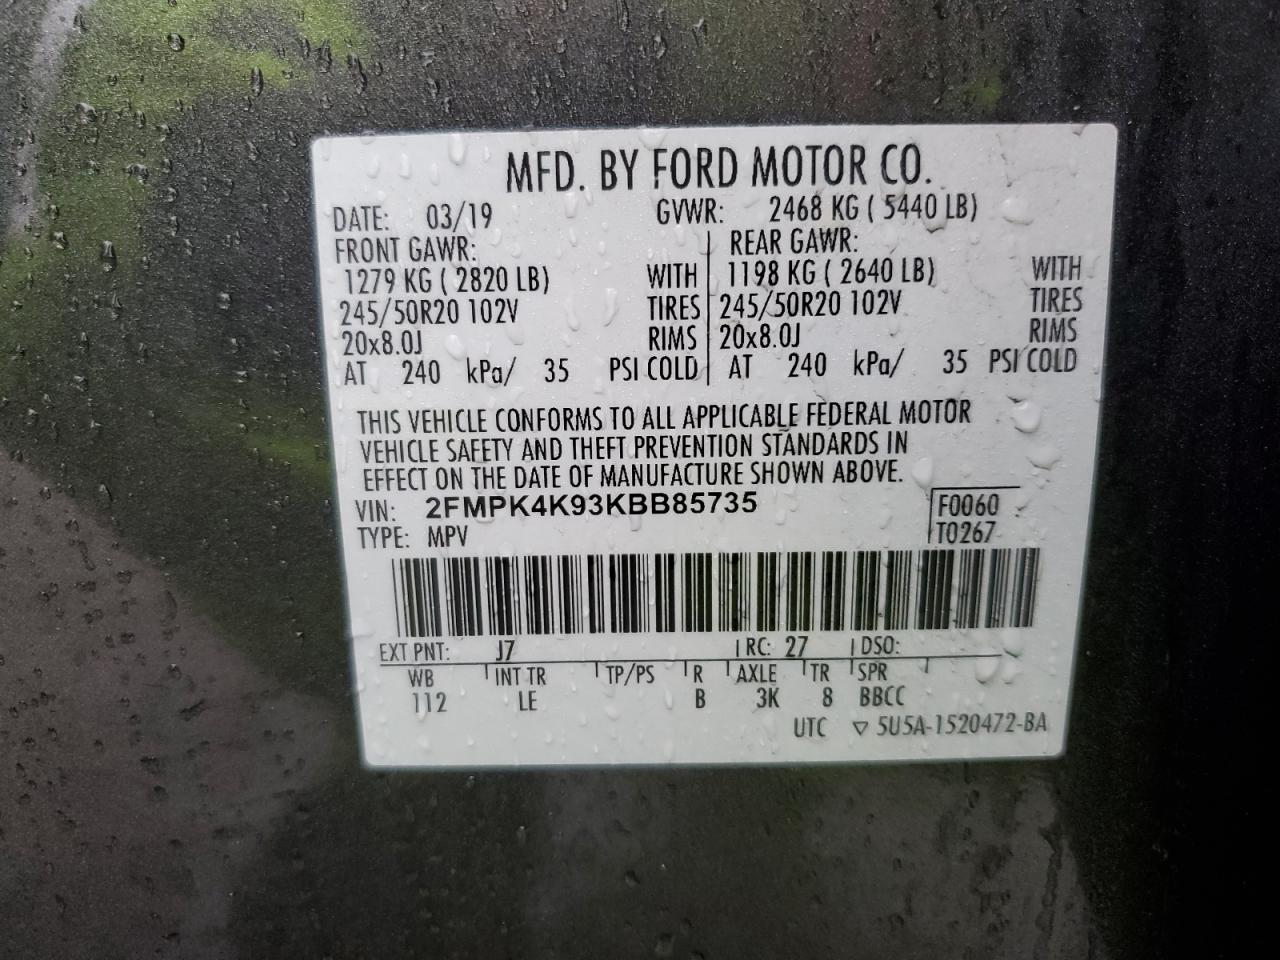 MFD. BY FORD MOTOR CO.
DATE: 03/19 GVWR: 2468 KG ( 5440 LB)
FRONT GAWR: REAR GAWR:
1279 KG ( 2820 LB) WITH 1198 KG ( 2640 LB) WITH
245/50R20 102V TIRES 245/50R20 102V TIRES
20x8.0J RIMS 20x8.0J RIMS
AT 240 kPa/ 35 PSI COLD AT 240 kPa/ 35 PSI COLD
THIS VEHICLE CONFORMS TO ALL APPLICABLE FEDERAL MOTOR
VEHICLE SAFETY AND THEFT PREVENTION STANDARDS IN
EFFECT ON THE DATE OF MANUFACTURE SHOWN ABOVE.
VIN: 2FMPK4K93KBB85735 F0060
TYPE: MPV T0267
EXT PNT: J7 RC: 27 DSO:
WB INT TR TP/PS R AXLE TR SPR
112 LE B 3K 8 BBCC
UTC ▽ 5U5A-1520472-BA